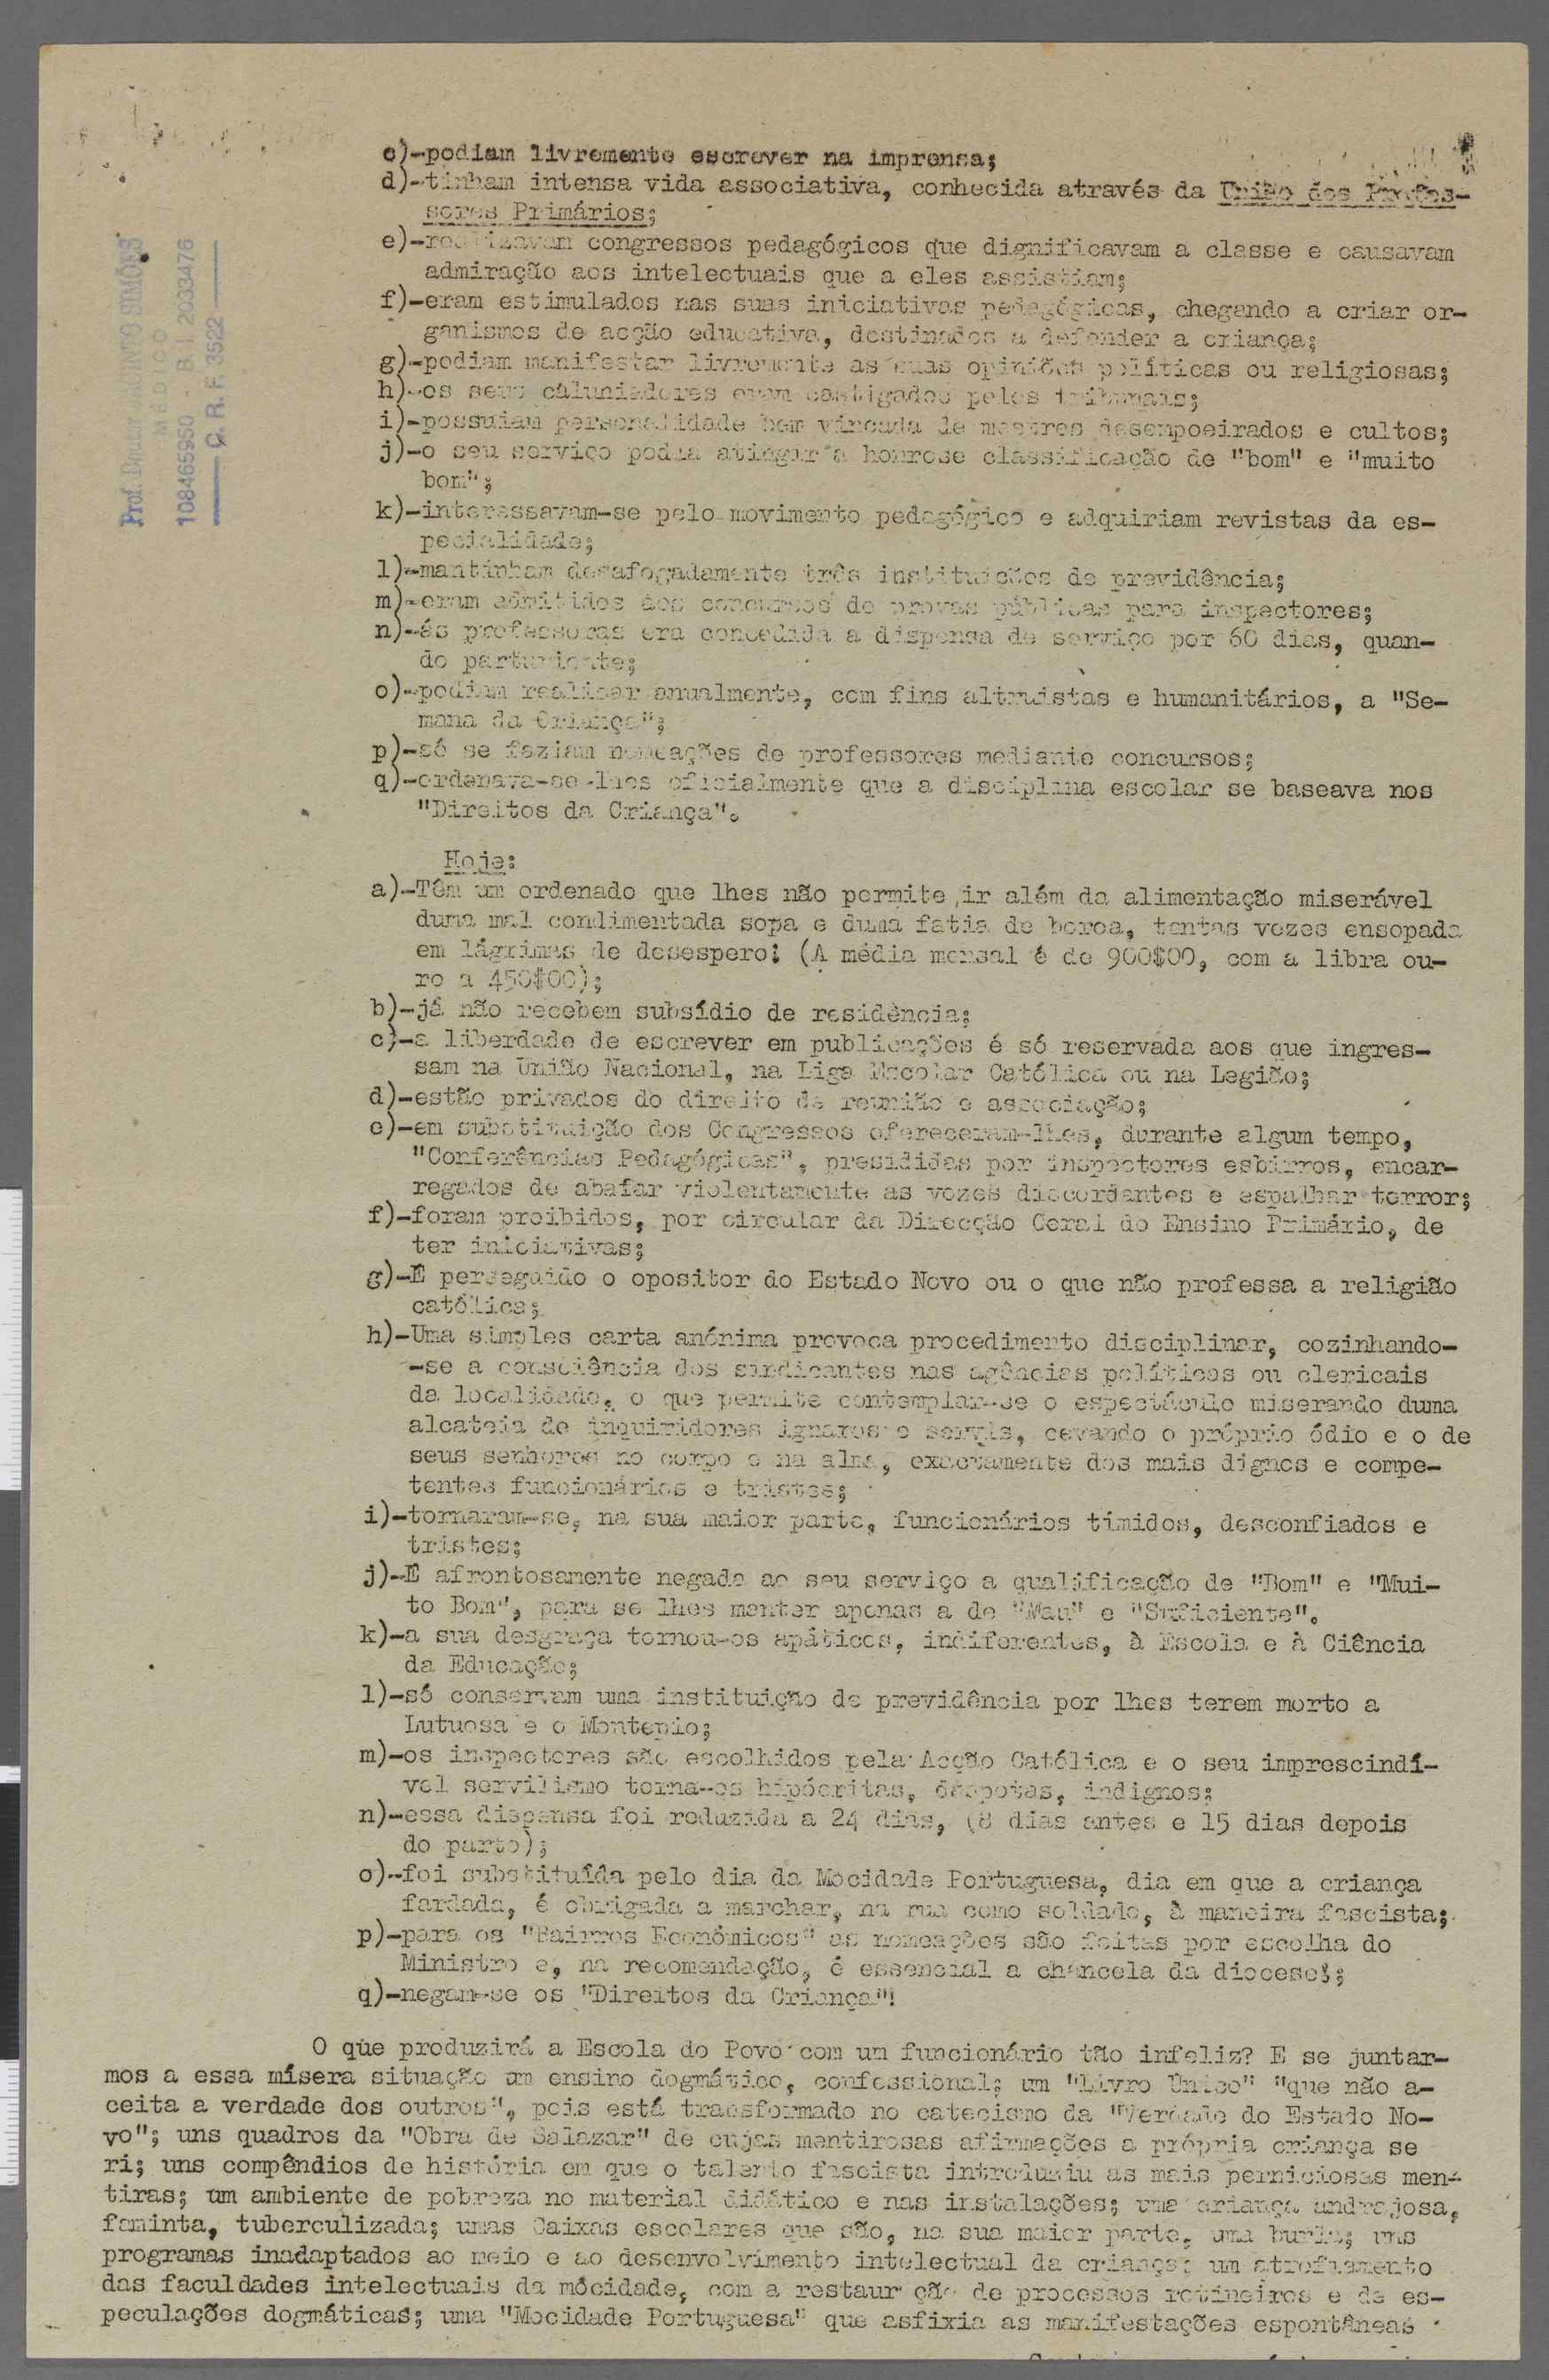 c)-podiam livremente escrever na imprensa;
d)-tinham intensa vida associativa, conhecida através da União dos Profes-
sores Primários;
e)-realizavam congressos pedagógicos que dignificavam a classe e causavam
admiração aos intelectuais que a eles assistiam;
f)-eram estimulados nas suas iniciativas pedagógicas, chegando a criar or-
ganismos de acção educativa, destinados a defender a criança;
g)-podiam manifestar livremente as suas opiniões políticas ou religiosas;
h)-os seus caluniadores eram castigados pelos tribunais;
i)-possuiam personalidade bem vincada de mestres desempoeirados e cultos;
j)-o seu serviço podia atingir a honrosa classificação de "bom" e "muito
bom";
k)-interessavam-se pelo movimento pedagógico e adquiriam revistas da es-
pecialidade;
l)-mantinham desafogadamente três instituições de previdência;
m)-eram admitidos aos concursos de provas públicas para inspectores;
n)-ás professoras era concedida a dispensa de serviço por 60 dias, quan-
do parturiente;
o)-podiam realizar anualmente, com fins altruistas e humanitários, a "Se-
mana da Criança";
p)-só se faziam nomeações de professores mediante concursos;
q)-ordenava-se-lhes oficialmente que a disciplina escolar se baseava nos
"Direitos da Criança".
Hoje:
a)-Têm um ordenado que lhes não permite ir além da alimentação miserável
duma mal condimentada sopa e duma fatia de boroa, tantas vezes ensopada
em lágrimas de desespero! (A média mensal é de 900$00, com a libra ou-
ro a 450$00);
b)-já não recebem subsídio de residência;
c)-a liberdade de escrever em publicações é só reservada aos que ingres-
sam na União Nacional, na Liga Escolar Católica ou na Legião;
d)-estão privados do direito de reunião e associação;
e)-em substituição dos Congressos ofereceram-lhes, durante algum tempo,
"Conferências Pedagógicas", presididas por inspectores esbirros, encar-
regados de abafar violentamente as vozes discordantes e espalhar terror;
f)-foram proibidos, por circular da Direcção Geral do Ensino Primário, de
ter iniciativas;
g)-E perseguido o opositor do Estado Novo ou o que não professa a religião
católica;
h)-Uma simples carta anónima provoca procedimento disciplinar, cozinhando-
-se a consciência dos sindicantes nas agências políticas ou clericais
da localidade, o que permite contemplar-se o espectáculo miserando duma
alcateia de inquiridores ignaros e servis, cevando o próprio ódio e o de
seus senhores no corpo e na alma, exactamente dos mais dignos e compe-
tentes funcionários e tristes;
i)-tornaram-se, na sua maior parte, funcionários tímidos, desconfiados e
tristes;
j)-E afrontosamente negada ao seu serviço a qualificação de "Bom" e "Mui-
to Bom", para se lhes manter apenas a de "Mau" e "Suficiente".
k)-a sua desgraça tornou-os apáticos, indiferentes, à Escola e à Ciência
da Educação;
l)-só conservam uma instituição de previdência por lhes terem morto a
Lutuosa e o Montepio;
m)-os inspectores são escolhidos pela Acção Católica e o seu imprescindí-
vel servilismo torna-os hipócritas, déspotas, indignos;
n)-essa dispensa foi reduzida a 24 dias, (8 dias antes e 15 dias depois
do parto);
o)-foi substituída pelo dia da Mocidade Portuguesa, dia em que a criança
fardada, é obrigada a marchar, na rua como soldado, à maneira fascista;
p)-para os "Bairros Económicos" as nomeações são feitas por escolha do
Ministro e, na recomendação, é essencial a chancela da diocese!;
q)-negam-se os "Direitos da Criança"!
O que produzirá a Escola do Povo com um funcionário tão infeliz? E se juntar-
mos a essa mísera situação um ensino dogmático, confessional; um "Livro Unico" "que não a-
ceita a verdade dos outros", pois está transformado no catecismo da "Verdade do Estado No-
vo"; uns quadros da "Obra de Salazar" de cujas mentirosas afirmações a própria criança se
ri; uns compêndios de história em que o talento fascista introduziu as mais perniciosas men-
tiras; um ambiente de pobreza no material didático e nas instalações; uma criança andrajosa,
faminta, tuberculizada; umas Caixas escolares que são, na sua maior parte, uma burla; uns
programas inadaptados ao meio e ao desenvolvimento intelectual da criança; um atrofiamento
das faculdades intelectuais da mócidade, com a restaur ção de processos rotineiros e de es-
peculações dogmáticas; uma "Mocidade Portuguesa" que asfixia as manifestações espontâneas
Prof. Doutor JACINTO SIMÕES
MÉDICO
108465950 - B. I. 2033476
C. R. F. 3522